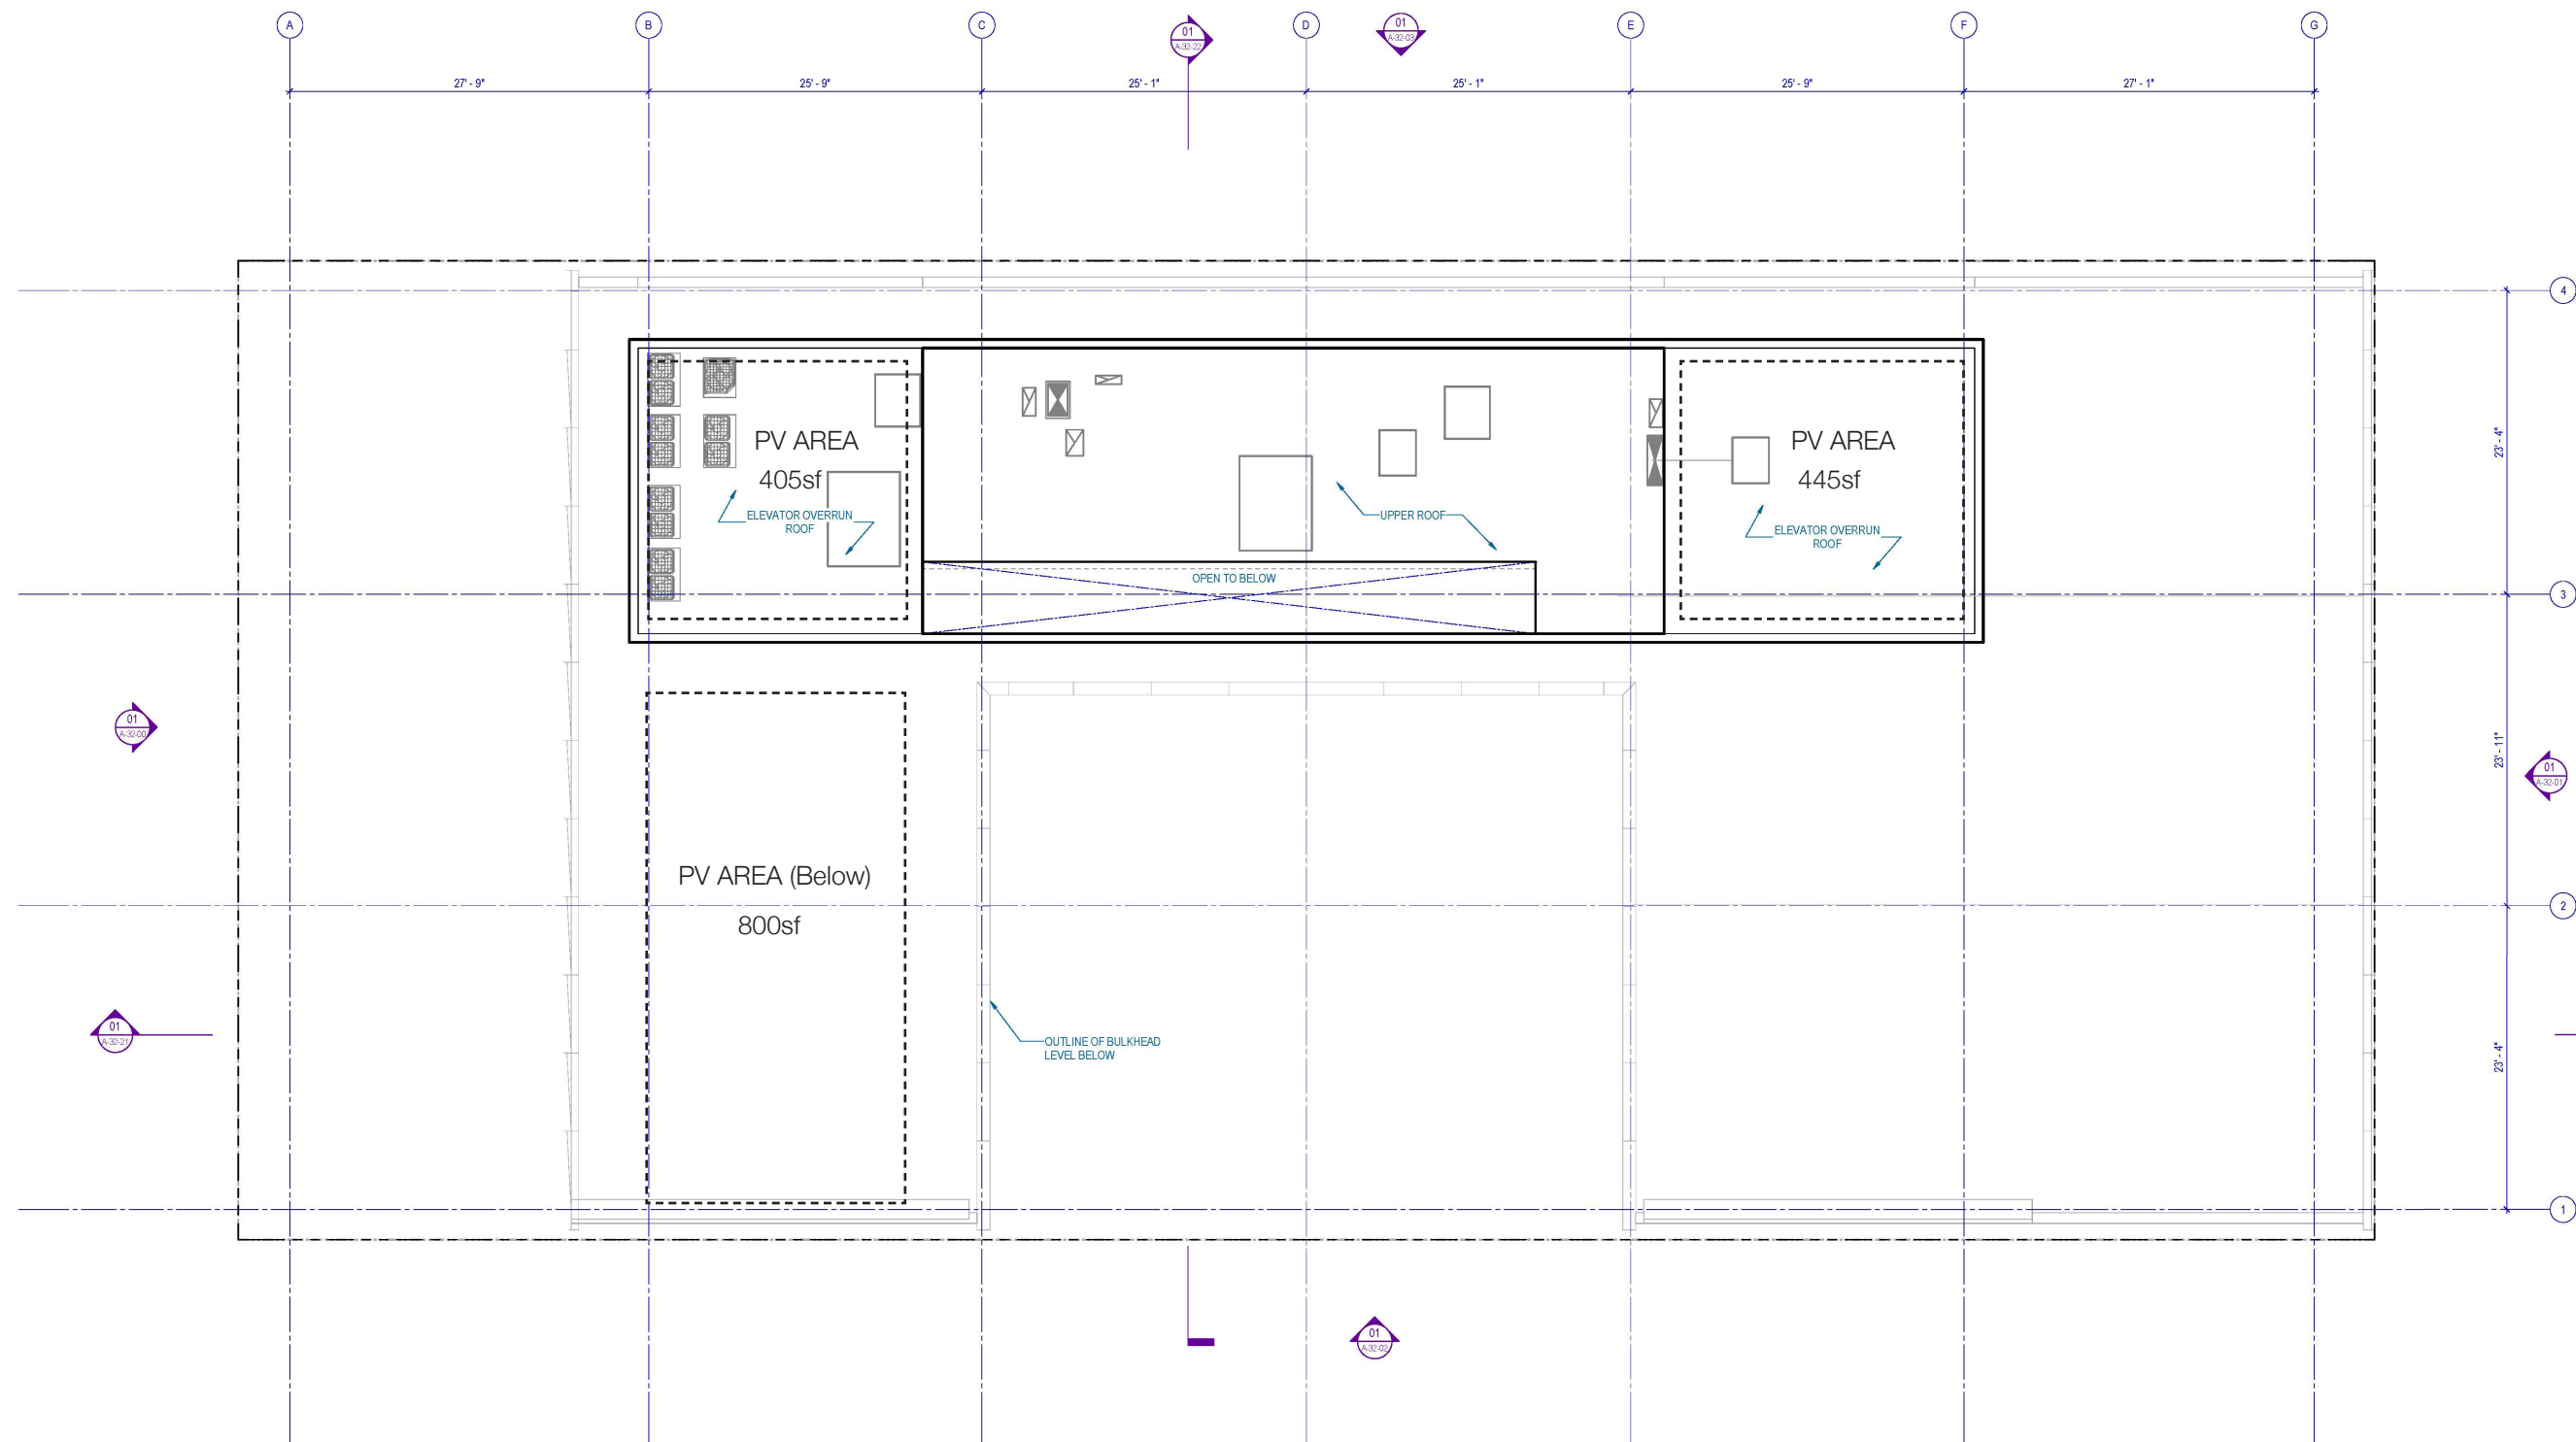 A
B
C
D
E
F
G
01
A-32-22
01
A-32-03
27' - 9"
25' - 9"
25' - 1"
25' - 1"
25' - 9"
27' - 1"
4
PV AREA
405sf
ELEVATOR OVERRUN
ROOF
UPPER ROOF
PV AREA
445sf
ELEVATOR OVERRUN
ROOF
23' - 4"
OPEN TO BELOW
3
01
A-32-00
23' - 11"
01
A-32-01
PV AREA (Below)
800sf
2
01
A-32-21
OUTLINE OF BULKHEAD
LEVEL BELOW
23' - 4"
1
01
A-32-02